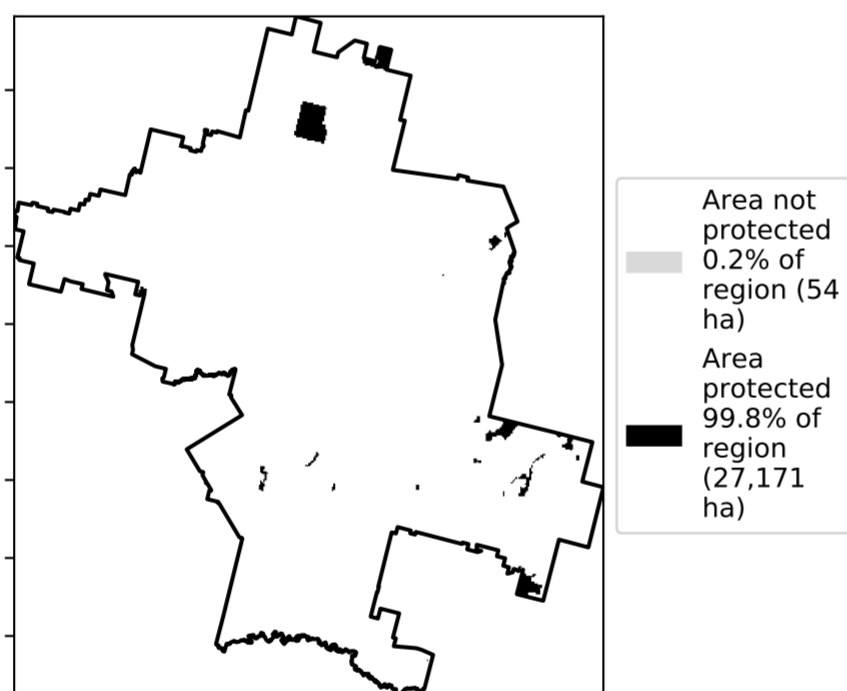 Area not
protected
0.2% of
region (54
ha)
Area
protected
99.8% of
region
(27,171
ha)